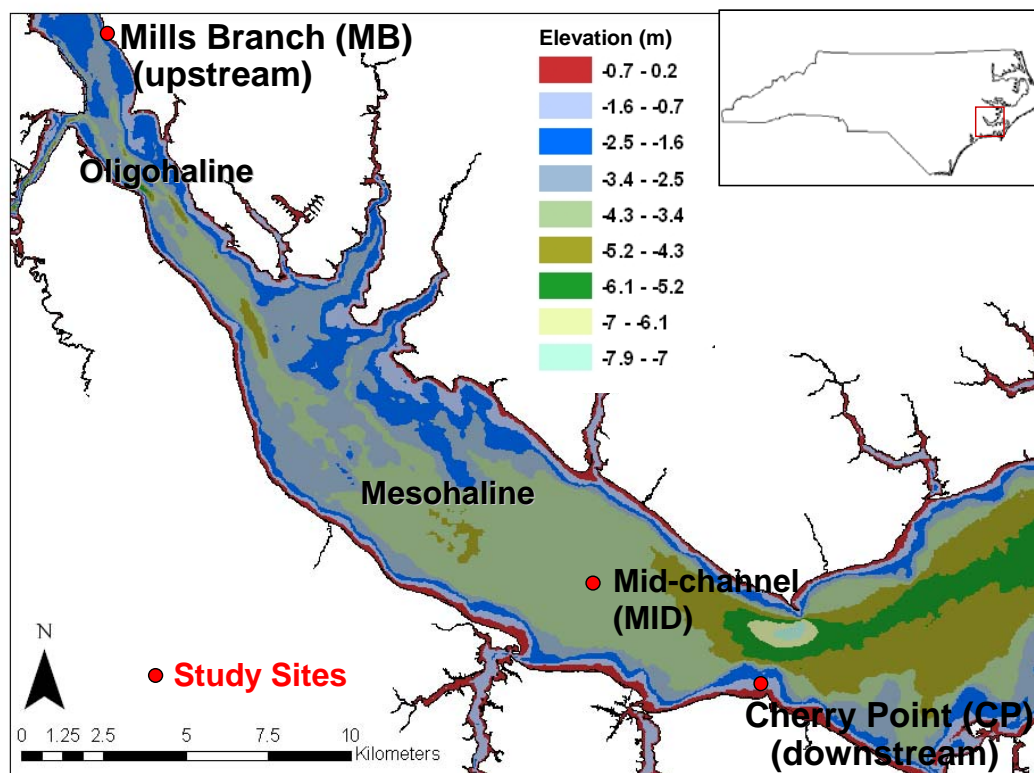 Mills Branch (MB)
(upstream)
Elevation (m)
-0.7 - 0.2
-1.6 - -0.7
-2.5 - -1.6
-3.4 - -2.5
-4.3 - -3.4
-5.2 - -4.3
-6.1 - -5.2
-7 - -6.1
-7.9 - -7
Oligohaline
Mesohaline
Mid-channel
(MID)
N
Study Sites
Cherry Point (CP)
(downstream)
0 1.25 2.5 5 7.5 10
Kilometers